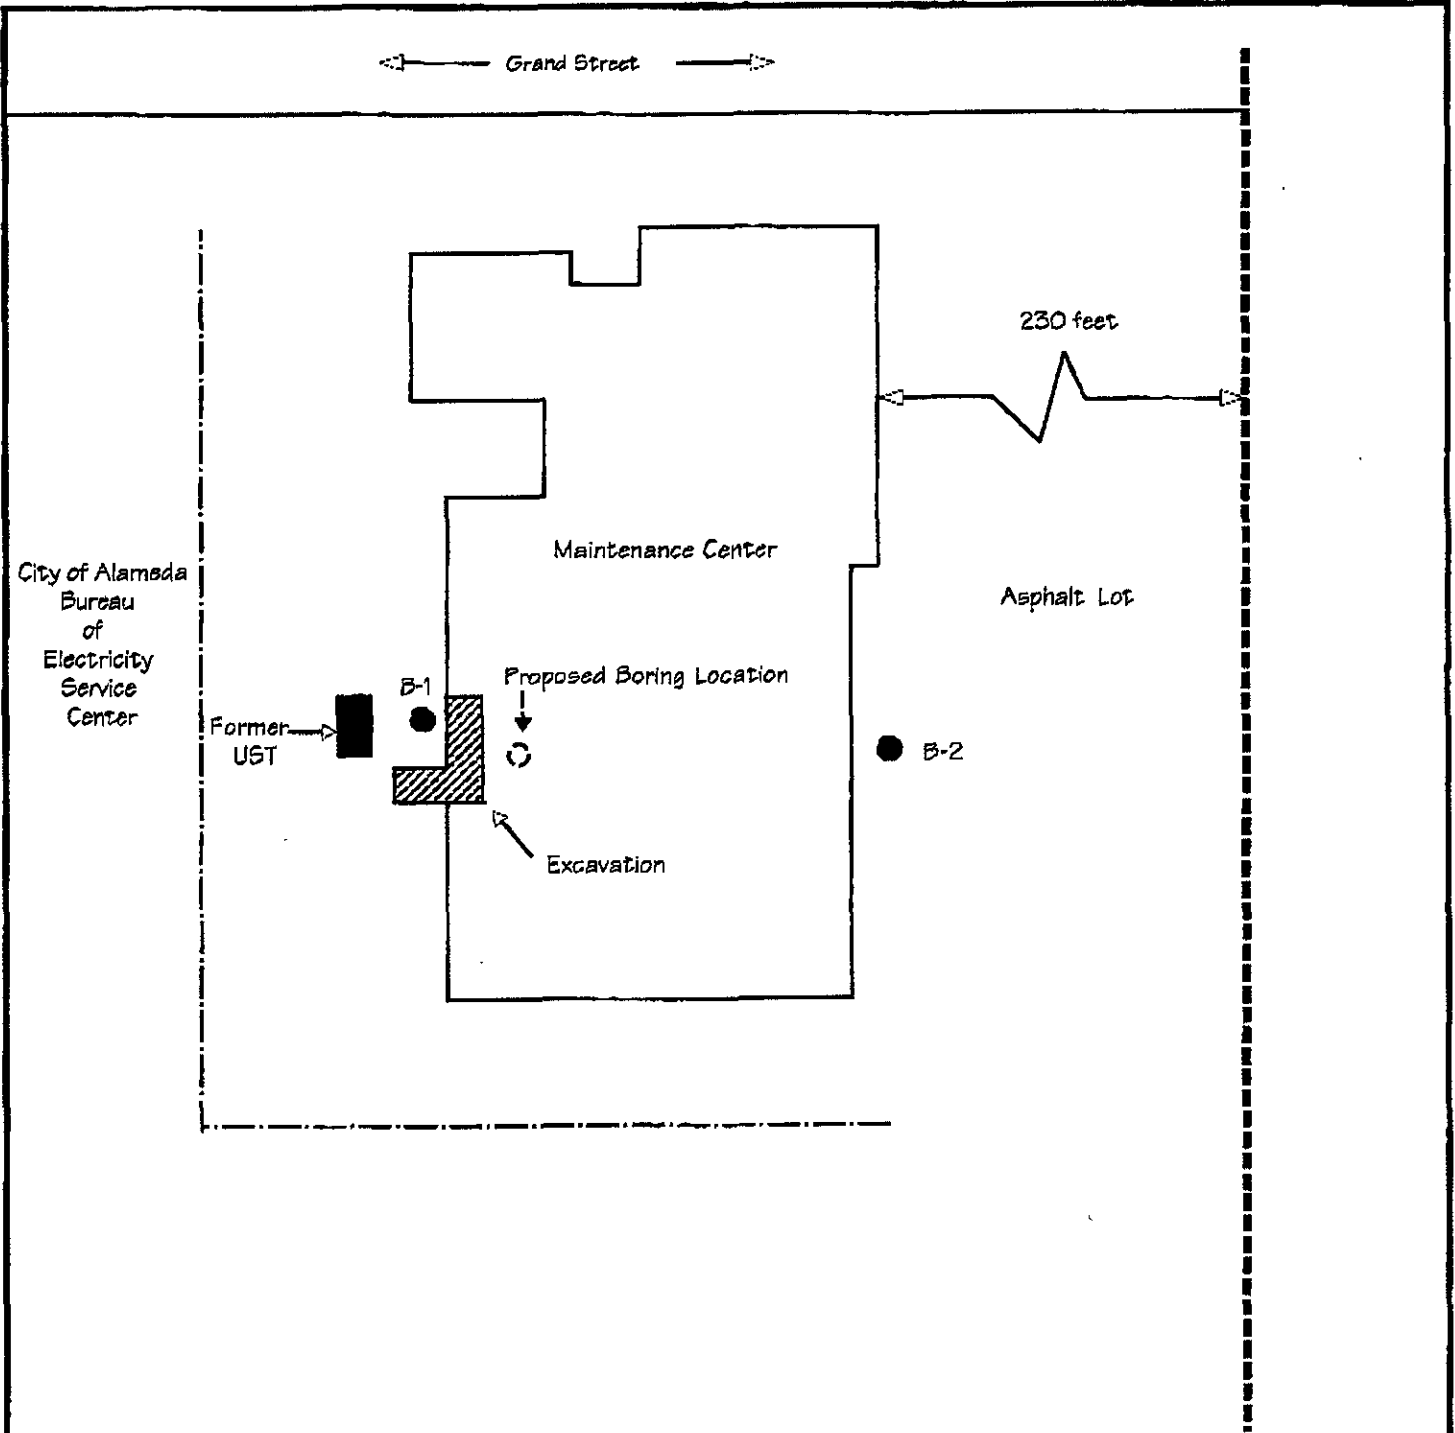 Grand Street
230 feet
Maintenance Center
City of Alameda
Bureau
of
Electricity
Service
Center
Asphalt Lot
Proposed Boring Location
B-1
Former
UST
B-2
Excavation